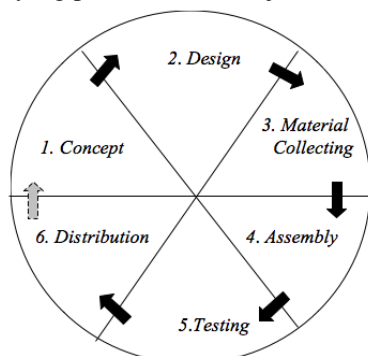 2. Design
3. Material
Collecting
1. Concept
6. Distribution
4. Assembly
5.Testing